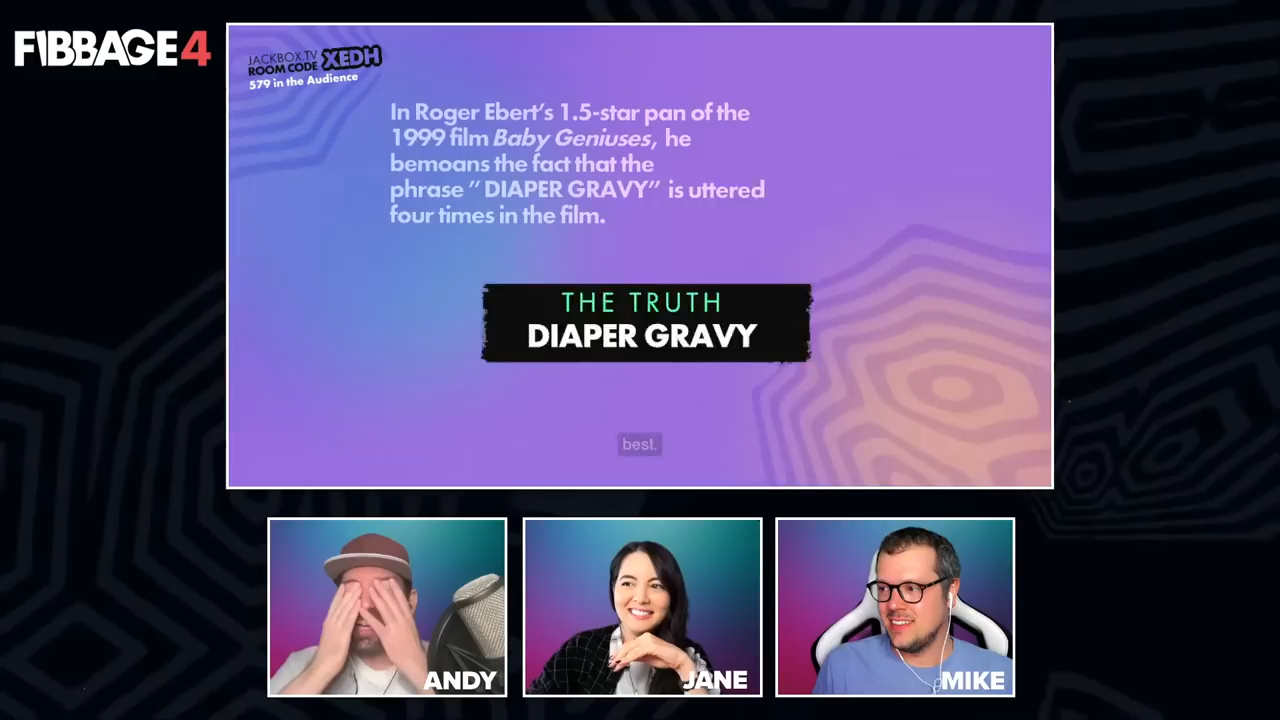 FIBBAGE 4
JACKBOX.TV
ROOM CODE XEDH
579 in the Audience
In Roger Ebert's 1.5-star pan of the
1999 film Baby Geniuses, he
bemoans the fact that the
phrase "DIAPER GRAVY" is uttered
four times in the film.
THE TRUTH
DIAPER GRAVY
best.
ANDY
JANE
MIKE